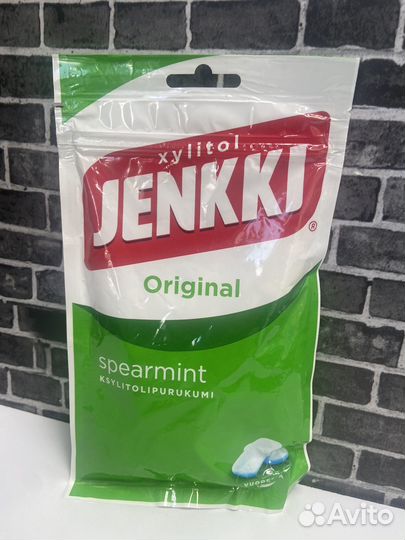 xylitol
JENKKI
®
Original
spearmint
KSYLITOLIPURUKUMI
Avito